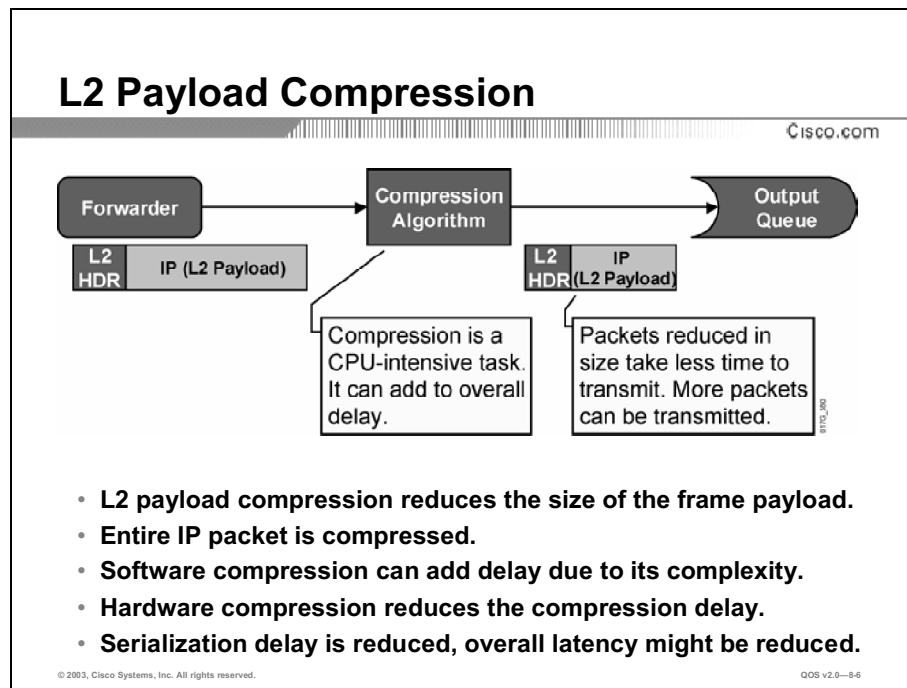 L2 Payload Compression
Cisco.com
Forwarder
Compression
Algorithm
Output
Queue
L2
HDR
IP (L2 Payload)
L2
HDR
IP
(L2 Payload)
Compression is a
CPU-intensive task.
It can add to overall
delay.
Packets reduced in
size take less time to
transmit. More packets
can be transmitted.
• L2 payload compression reduces the size of the frame payload.
• Entire IP packet is compressed.
• Software compression can add delay due to its complexity.
• Hardware compression reduces the compression delay.
• Serialization delay is reduced, overall latency might be reduced.
© 2003, Cisco Systems, Inc. All rights reserved.
QOS v2.0—8-6